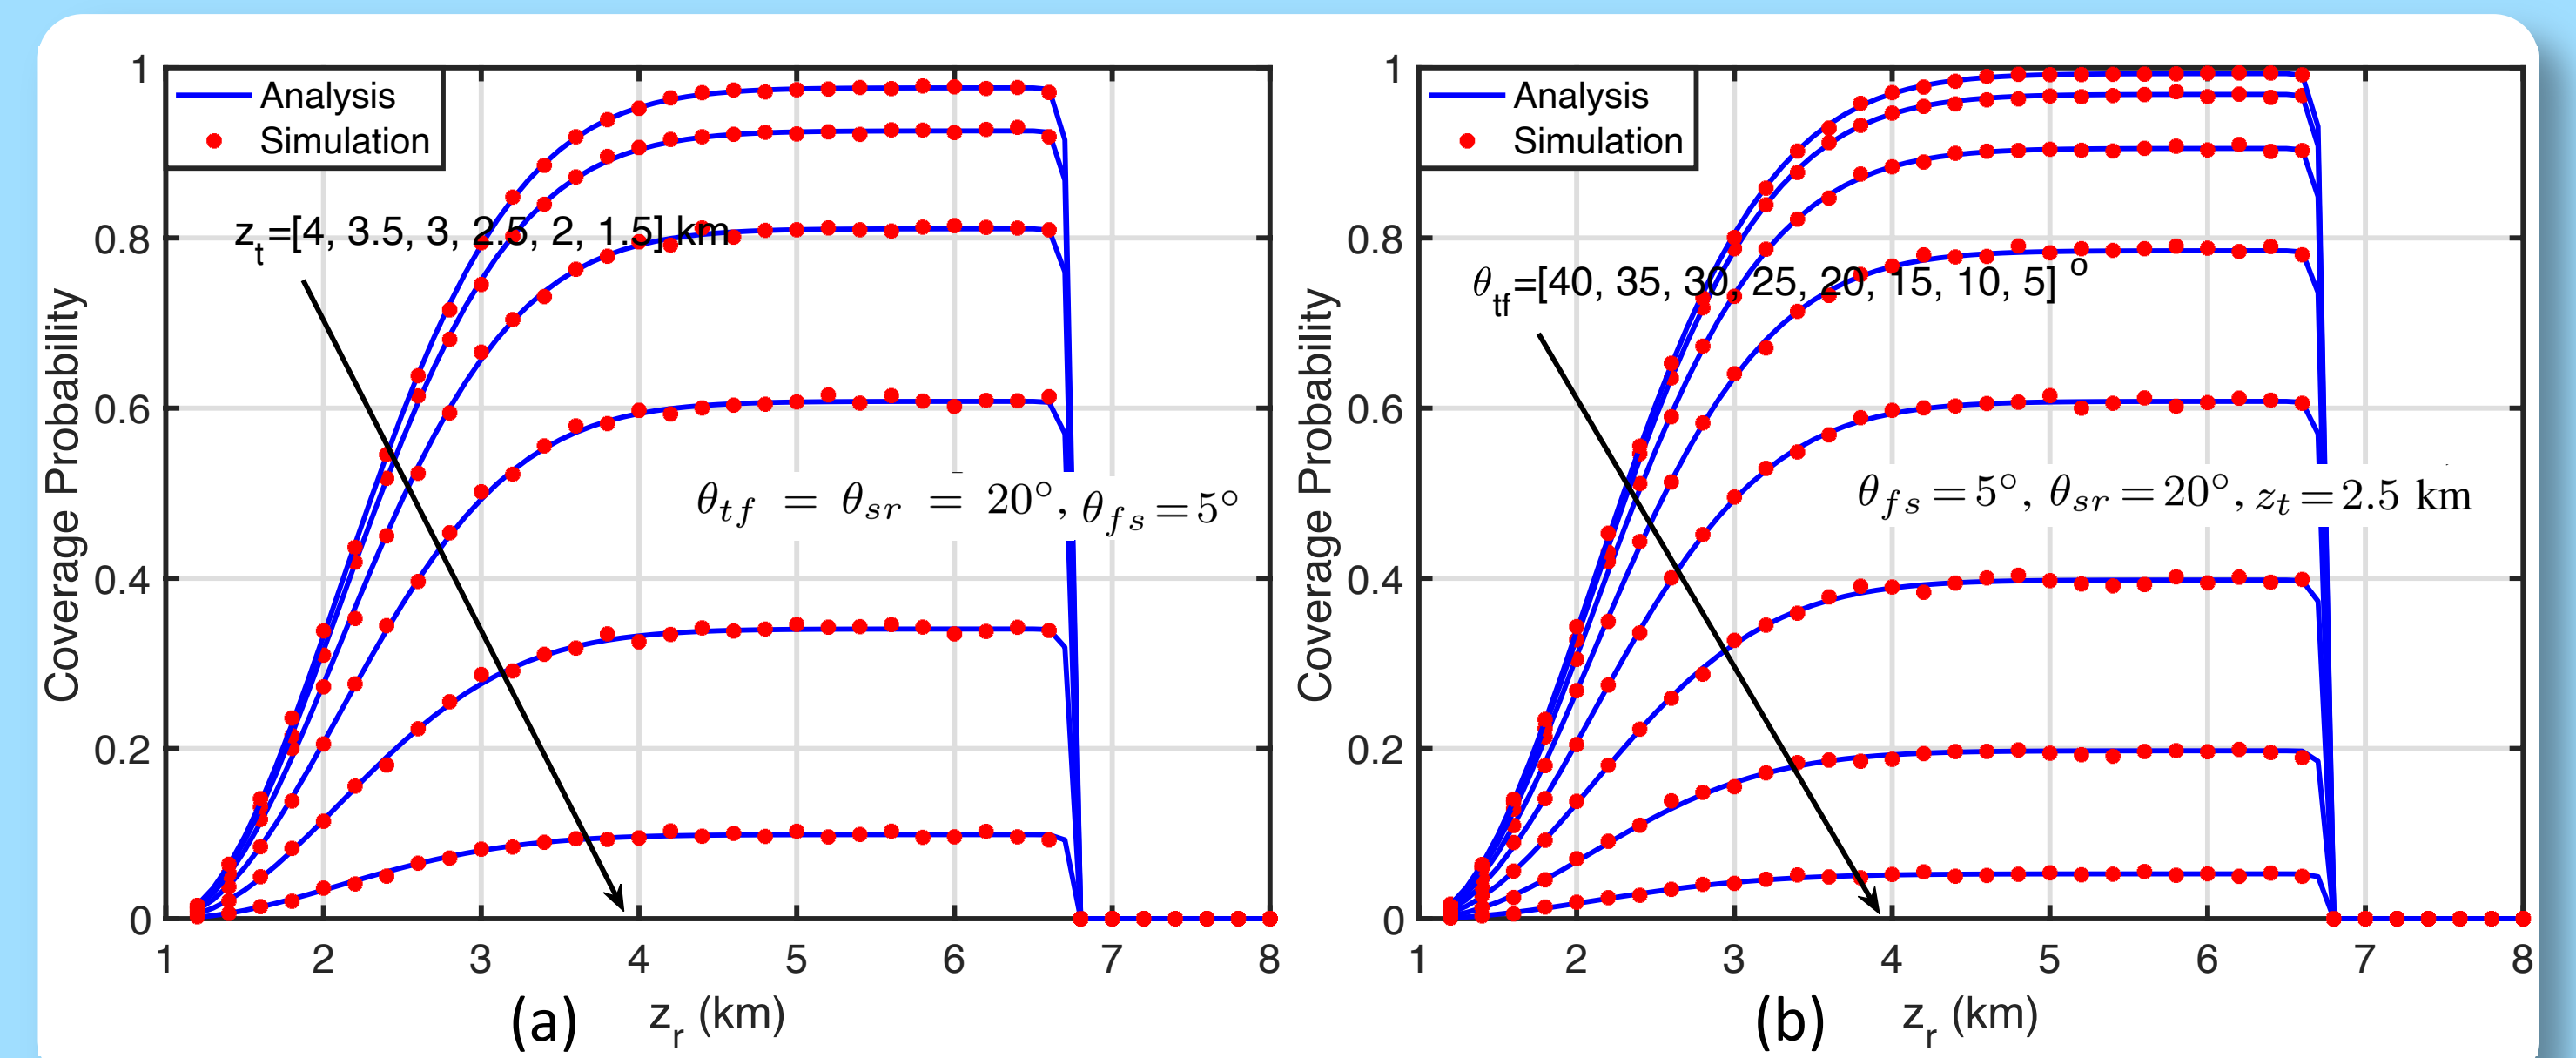 Analysis
Simulation
z_t=[4, 3.5, 3, 2.5, 2, 1.5] km
θ_tf = θ_sr = 20°, θ_fs = 5°
Coverage Probability
1
0.8
0.6
0.4
0.2
0
1 2 3 4 5 6 7 8
(a) z_r (km)
Analysis
Simulation
θ_tf=[40, 35, 30, 25, 20, 15, 10, 5] o
θ_fs = 5°, θ_sr = 20°, z_t = 2.5 km
Coverage Probability
1
0.8
0.6
0.4
0.2
0
1 2 3 4 5 6 7 8
(b) z_r (km)